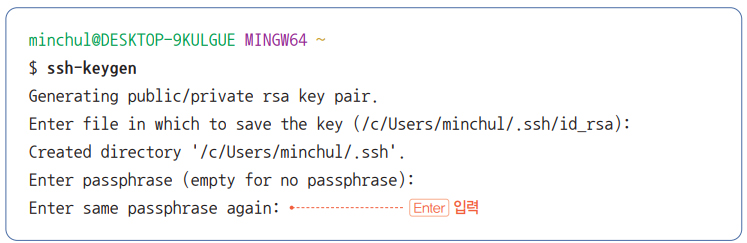 minchul@DESKTOP-9KULGUE MINGW64 ~
$ ssh-keygen
Generating public/private rsa key pair.
Enter file in which to save the key (/c/Users/minchul/.ssh/id_rsa):
Created directory '/c/Users/minchul/.ssh'.
Enter passphrase (empty for no passphrase):
Enter same passphrase again: Enter 입력